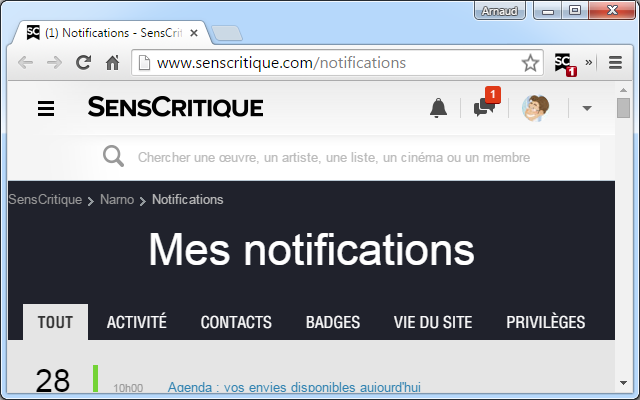 Arnaud
(1) Notifications - SensCrit
www.senscritique.com/notifications
SC
1
»
SENSCRITIQUE
1
Chercher une œuvre, un artiste, une liste, un cinéma ou un membre
SensCritique > Narno > Notifications
Mes notifications
TOUT ACTIVITÉ CONTACTS BADGES VIE DU SITE PRIVILÈGES
28 10h00 Agenda : vos envies disponibles aujourd'hui